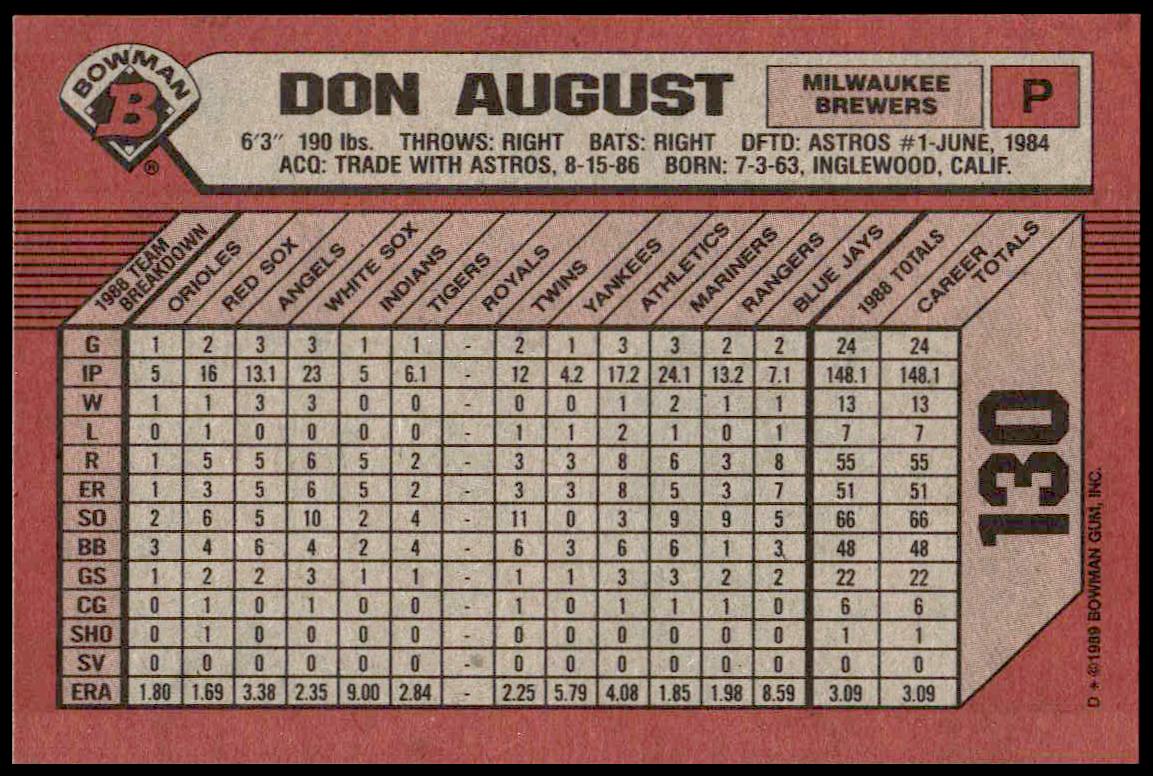 BOWMAN
B
®
DON AUGUST
MILWAUKEE
BREWERS
P
6'3" 190 lbs. THROWS: RIGHT BATS: RIGHT DFTD: ASTROS #1-JUNE, 1984
ACQ: TRADE WITH ASTROS, 8-15-86 BORN: 7-3-63, INGLEWOOD, CALIF.
1988 TEAM BREAKDOWN ORIOLES RED SOX ANGELS WHITE SOX INDIANS TIGERS ROYALS TWINS YANKEES ATHLETICS MARINERS RANGERS BLUE JAYS 1988 TOTALS CAREER TOTALS
G 1 2 3 3 1 1 - 2 1 3 3 2 2 24 24
IP 5 16 13.1 23 5 6.1 - 12 4.2 17.2 24.1 13.2 7.1 148.1 148.1
W 1 1 3 3 0 0 - 0 0 1 2 1 1 13 13
L 0 1 0 0 0 0 - 1 1 2 1 0 1 7 7
R 1 5 5 6 5 2 - 3 3 8 6 3 8 55 55
ER 1 3 5 6 5 2 - 3 3 8 5 3 7 51 51
SO 2 6 5 10 2 4 - 11 0 3 9 9 5 66 66
BB 3 4 6 4 2 4 - 6 3 6 6 1 3 48 48
GS 1 2 2 3 1 1 - 1 1 3 3 2 2 22 22
CG 0 1 0 1 0 0 - 1 0 1 1 1 0 6 6
SHO 0 1 0 0 0 0 - 0 0 0 0 0 0 1 1
SV 0 0 0 0 0 0 - 0 0 0 0 0 0 0 0
ERA 1.80 1.69 3.38 2.35 9.00 2.84 - 2.25 5.79 4.08 1.85 1.98 8.59 3.09 3.09
130
D * ©1989 BOWMAN GUM, INC.